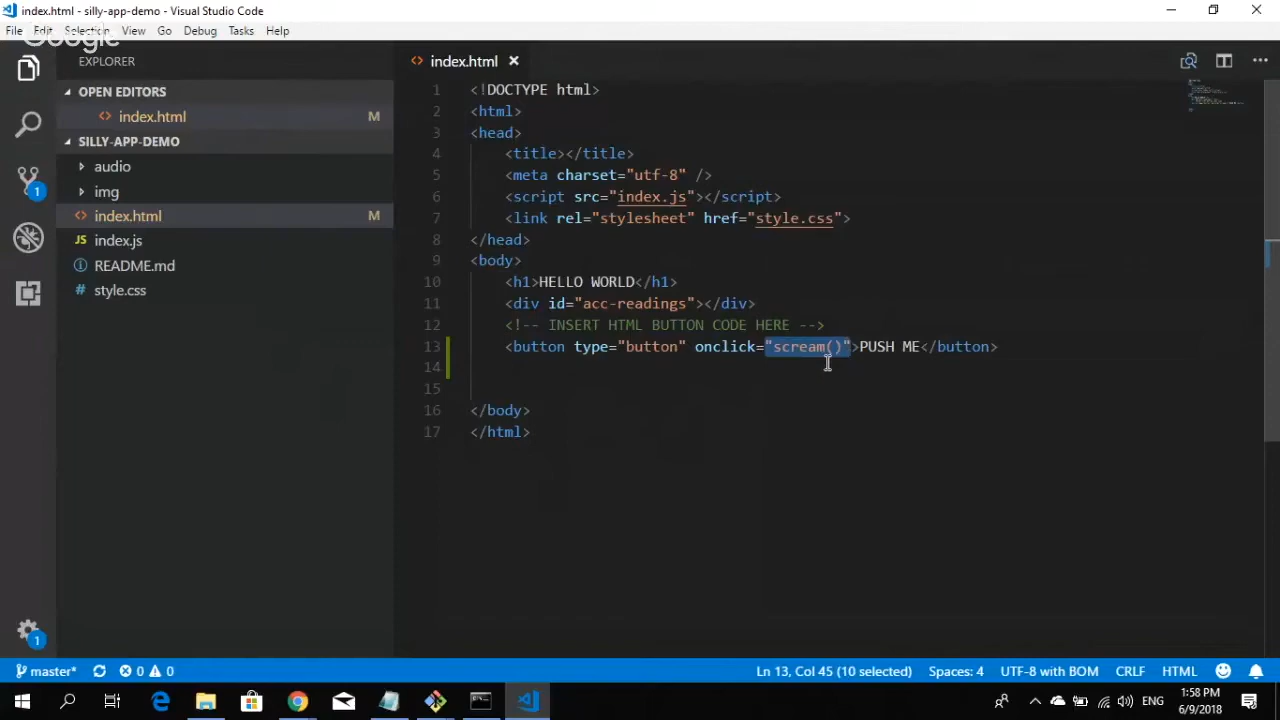 index.html - silly-app-demo - Visual Studio Code
File Edit Selection View Go Debug Tasks Help
Google
EXPLORER
OPEN EDITORS
index.html M
SILLY-APP-DEMO
audio
img
index.html M
JS index.js
README.md
style.css
1
1
index.html
1 <!DOCTYPE html>
2 <html>
3 <head>
4 <title></title>
5 <meta charset="utf-8" />
6 <script src="index.js"></script>
7 <link rel="stylesheet" href="style.css">
8 </head>
9 <body>
10 <h1>HELLO WORLD</h1>
11 <div id="acc-readings"></div>
12 <!-- INSERT HTML BUTTON CODE HERE -->
13 <button type="button" onclick="scream()">PUSH ME</button>
14
15
16 </body>
17 </html>
master* 0 0 Ln 13, Col 45 (10 selected) Spaces: 4 UTF-8 with BOM CRLF HTML
ENG
1:58 PM
6/9/2018